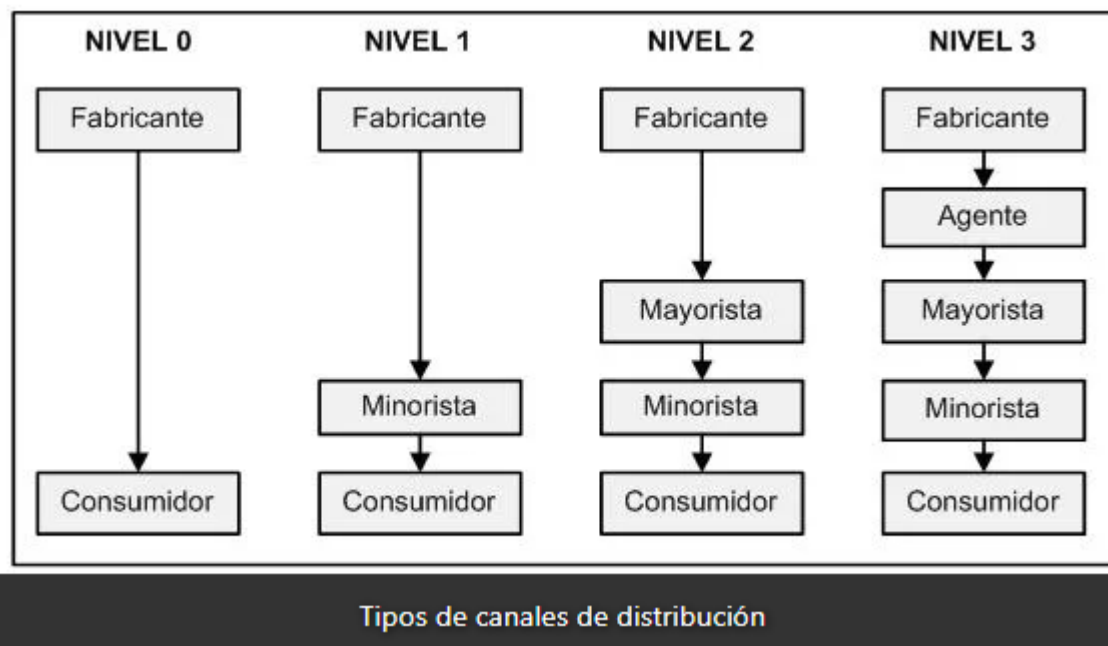 NIVEL 0 NIVEL 1 NIVEL 2 NIVEL 3
Fabricante Fabricante Fabricante Fabricante
Agente
Mayorista Mayorista
Minorista Minorista Minorista
Consumidor Consumidor Consumidor Consumidor
Tipos de canales de distribución